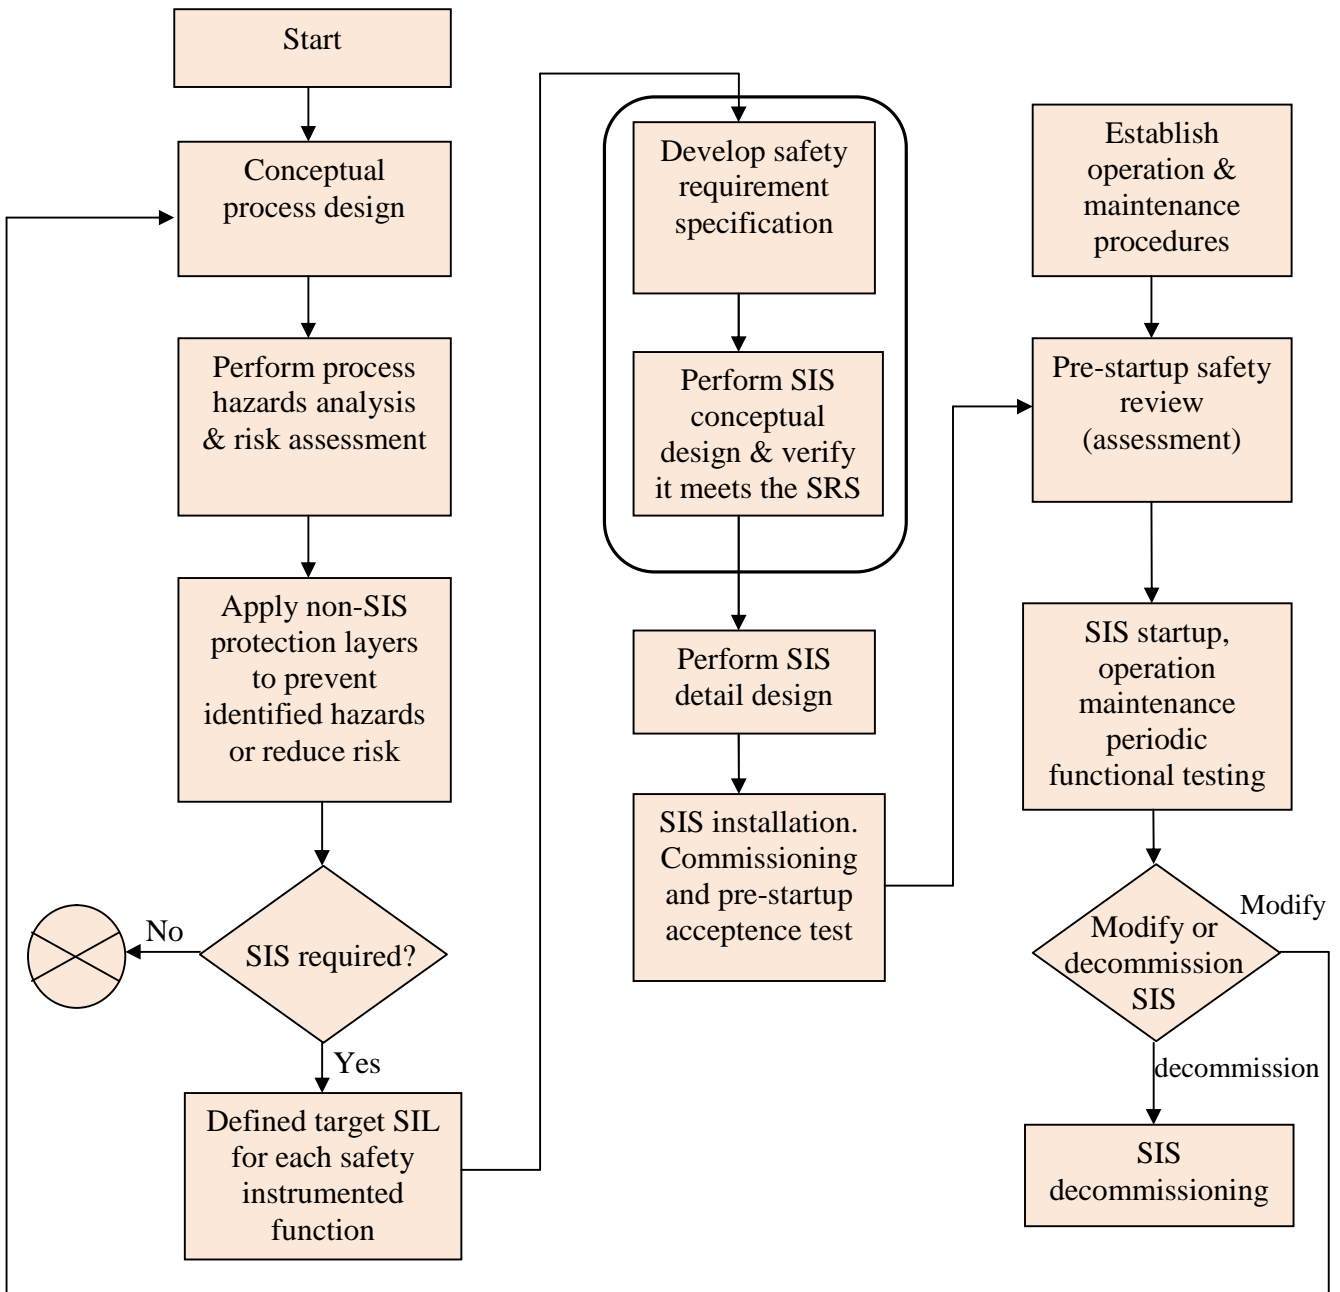 Start
Conceptual
process design
Perform process
hazards analysis
& risk assessment
Apply non-SIS
protection layers
to prevent
identified hazards
or reduce risk
SIS required?
No
Yes
Defined target SIL
for each safety
instrumented
function
Develop safety
requirement
specification
Perform SIS
conceptual
design & verify
it meets the SRS
Perform SIS
detail design
SIS installation.
Commissioning
and pre-startup
acceptence test
Establish
operation &
maintenance
procedures
Pre-startup safety
review
(assessment)
SIS startup,
operation
maintenance
periodic
functional testing
Modify or
decommission
SIS
Modify
decommission
SIS
decommissioning